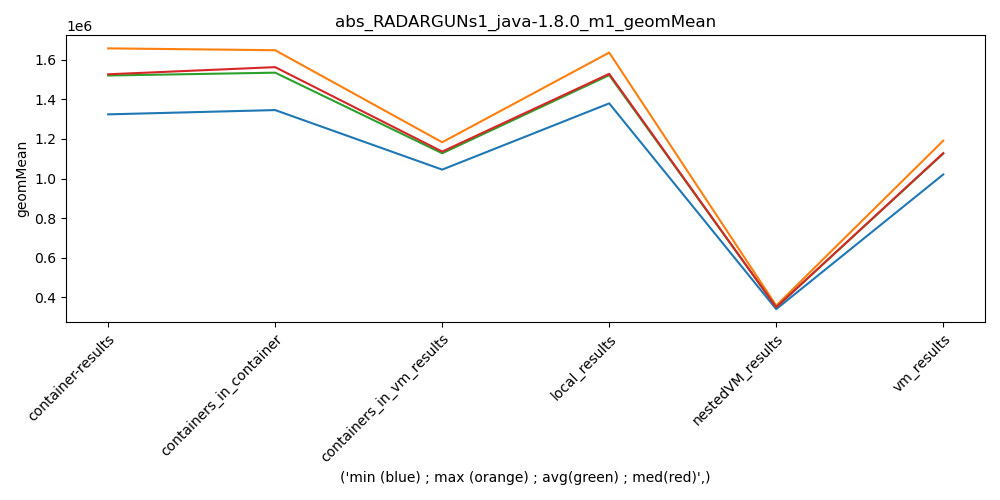 abs_RADARGUNs1_java-1.8.0_m1_geomMean
1e6
1.6
1.4
1.2
1.0
0.8
0.6
0.4
geomMean
container-results
containers_in_container
containers_in_vm_results
local_results
nestedVM_results
vm_results
('min (blue) ; max (orange) ; avg(green) ; med(red)',)